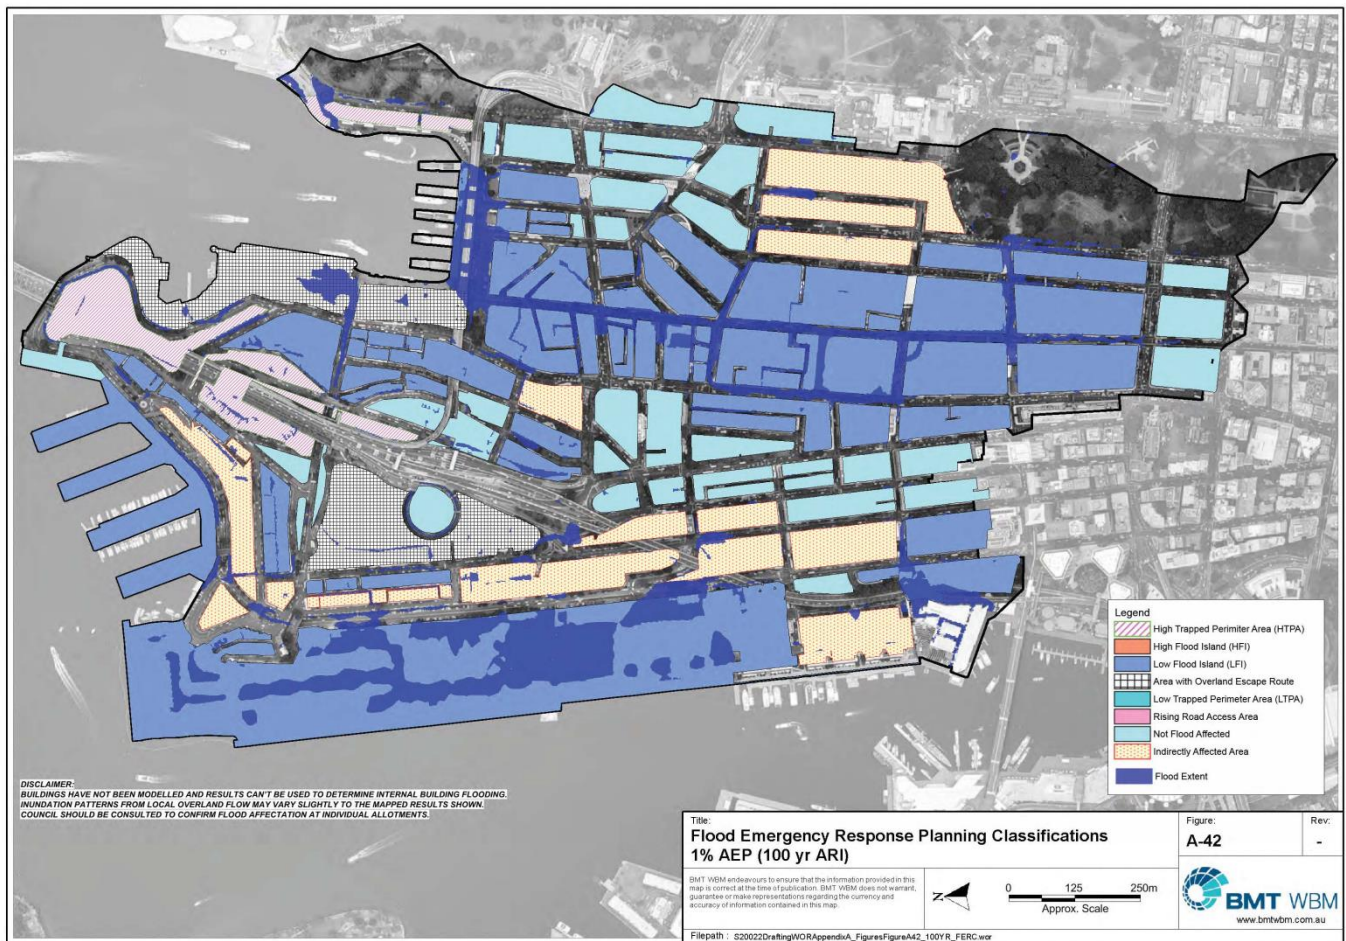 Legend
High Trapped Perimiter Area (HTPA)
High Flood Island (HFI)
Low Flood Island (LFI)
Area with Overland Escape Route
Low Trapped Perimeter Area (LTPA)
Rising Road Access Area
Not Flood Affected
Indirectly Affected Area
Flood Extent
DISCLAIMER:
BUILDINGS HAVE NOT BEEN MODELLED AND RESULTS CAN'T BE USED TO DETERMINE INTERNAL BUILDING FLOODING.
INUNDATION PATTERNS FROM LOCAL OVERLAND FLOW MAY VARY SLIGHTLY TO THE MAPPED RESULTS SHOWN.
COUNCIL SHOULD BE CONSULTED TO CONFIRM FLOOD AFFECTATION AT INDIVIDUAL ALLOTMENTS.
Title:
Flood Emergency Response Planning Classifications
1% AEP (100 yr ARI)
Figure:
A-42
Rev:
-
BMT WBM endeavours to ensure that the information provided in this
map is correct at the time of publication. BMT WBM does not warrant,
guarantee or make representations regarding the currency and
accuracy of information contained in this map.
N
0 125 250m
Approx. Scale
BMT WBM
www.bmtwbm.com.au
Filepath : S20022DraftingWORAppendixA_FiguresFigureA42_100YR_FERC.wor